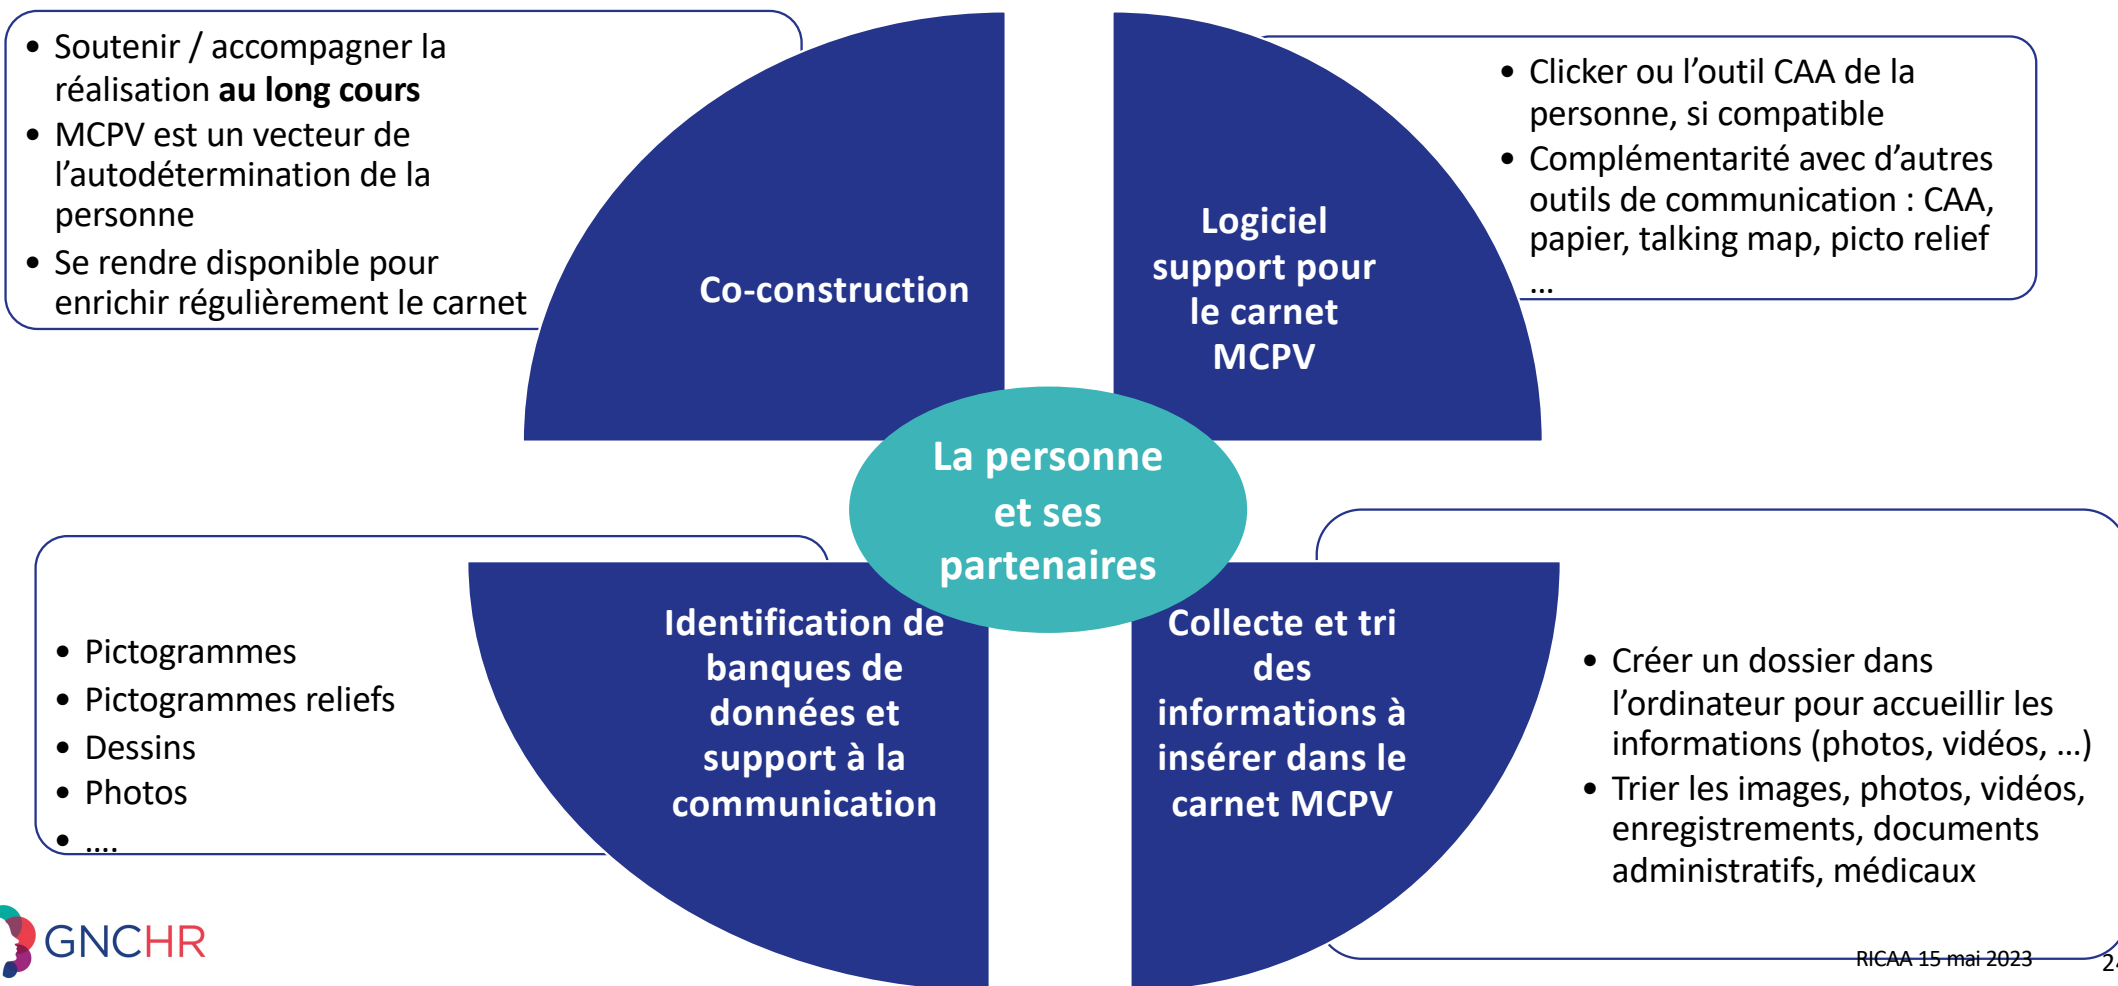 • Soutenir / accompagner la
réalisation au long cours
• MCPV est un vecteur de
l’autodétermination de la
personne
• Se rendre disponible pour
enrichir régulièrement le carnet
Co-construction
Logiciel
support pour
le carnet
MCPV
• Clicker ou l’outil CAA de la
personne, si compatible
• Complémentarité avec d’autres
outils de communication : CAA,
papier, talking map, picto relief
...
La personne
et ses
partenaires
• Pictogrammes
• Pictogrammes reliefs
• Dessins
• Photos
• ....
Identification de
banques de
données et
support à la
communication
Collecte et tri
des
informations à
insérer dans le
carnet MCPV
• Créer un dossier dans
l’ordinateur pour accueillir les
informations (photos, vidéos, …)
• Trier les images, photos, vidéos,
enregistrements, documents
administratifs, médicaux
GNCHR
RICAA 15 mai 2023